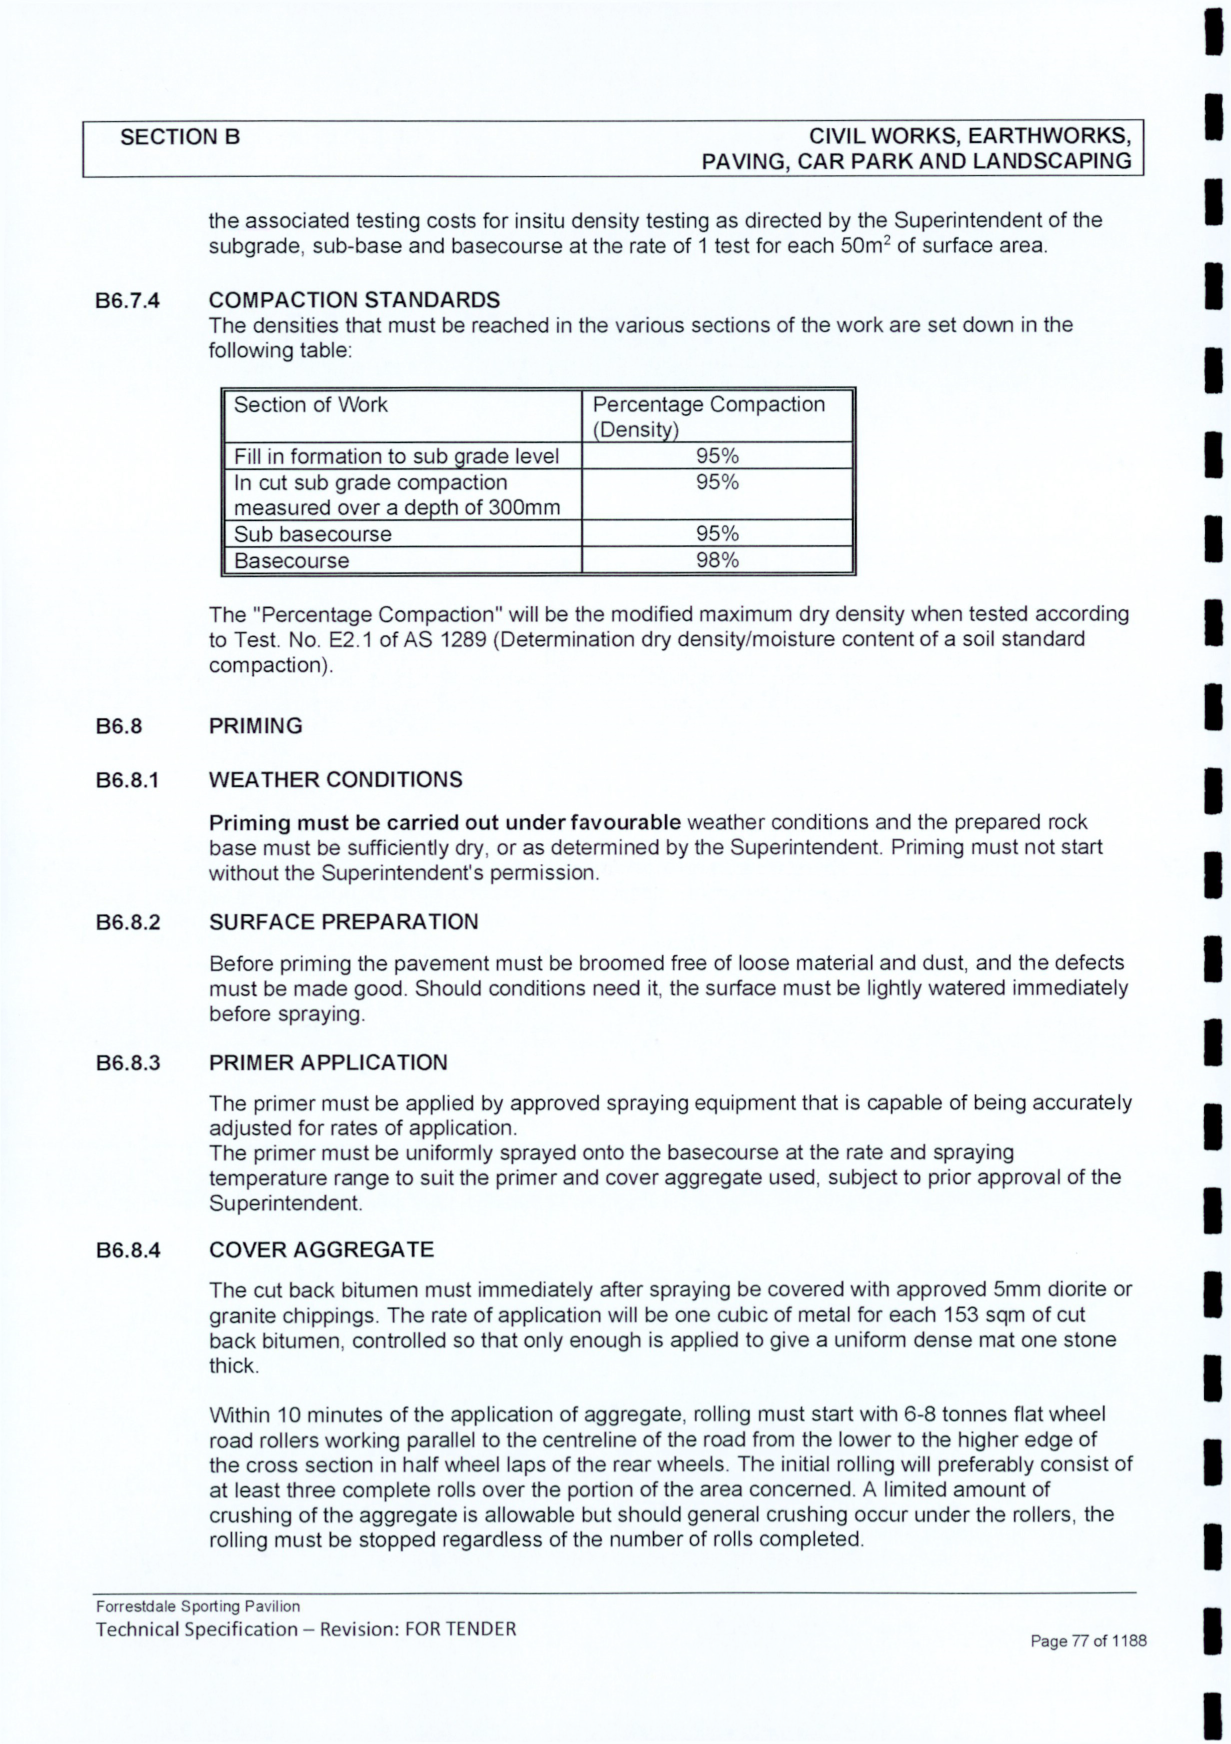 SECTION B
CIVIL WORKS, EARTHWORKS,
PAVING, CAR PARK AND LANDSCAPING
the associated testing costs for insitu density testing as directed by the Superintendent of the
subgrade, sub-base and basecourse at the rate of 1 test for each 50m² of surface area.
B6.7.4 COMPACTION STANDARDS
The densities that must be reached in the various sections of the work are set down in the
following table:
Section of Work Percentage Compaction
(Density)
Fill in formation to sub grade level 95%
In cut sub grade compaction 95%
measured over a depth of 300mm
Sub basecourse 95%
Basecourse 98%
The "Percentage Compaction" will be the modified maximum dry density when tested according
to Test. No. E2.1 of AS 1289 (Determination dry density/moisture content of a soil standard
compaction).
B6.8 PRIMING
B6.8.1 WEATHER CONDITIONS
Priming must be carried out under favourable weather conditions and the prepared rock
base must be sufficiently dry, or as determined by the Superintendent. Priming must not start
without the Superintendent's permission.
B6.8.2 SURFACE PREPARATION
Before priming the pavement must be broomed free of loose material and dust, and the defects
must be made good. Should conditions need it, the surface must be lightly watered immediately
before spraying.
B6.8.3 PRIMER APPLICATION
The primer must be applied by approved spraying equipment that is capable of being accurately
adjusted for rates of application.
The primer must be uniformly sprayed onto the basecourse at the rate and spraying
temperature range to suit the primer and cover aggregate used, subject to prior approval of the
Superintendent.
B6.8.4 COVER AGGREGATE
The cut back bitumen must immediately after spraying be covered with approved 5mm diorite or
granite chippings. The rate of application will be one cubic of metal for each 153 sqm of cut
back bitumen, controlled so that only enough is applied to give a uniform dense mat one stone
thick.
Within 10 minutes of the application of aggregate, rolling must start with 6-8 tonnes flat wheel
road rollers working parallel to the centreline of the road from the lower to the higher edge of
the cross section in half wheel laps of the rear wheels. The initial rolling will preferably consist of
at least three complete rolls over the portion of the area concerned. A limited amount of
crushing of the aggregate is allowable but should general crushing occur under the rollers, the
rolling must be stopped regardless of the number of rolls completed.
Forrestdale Sporting Pavilion
Technical Specification – Revision: FOR TENDER
Page 77 of 1188